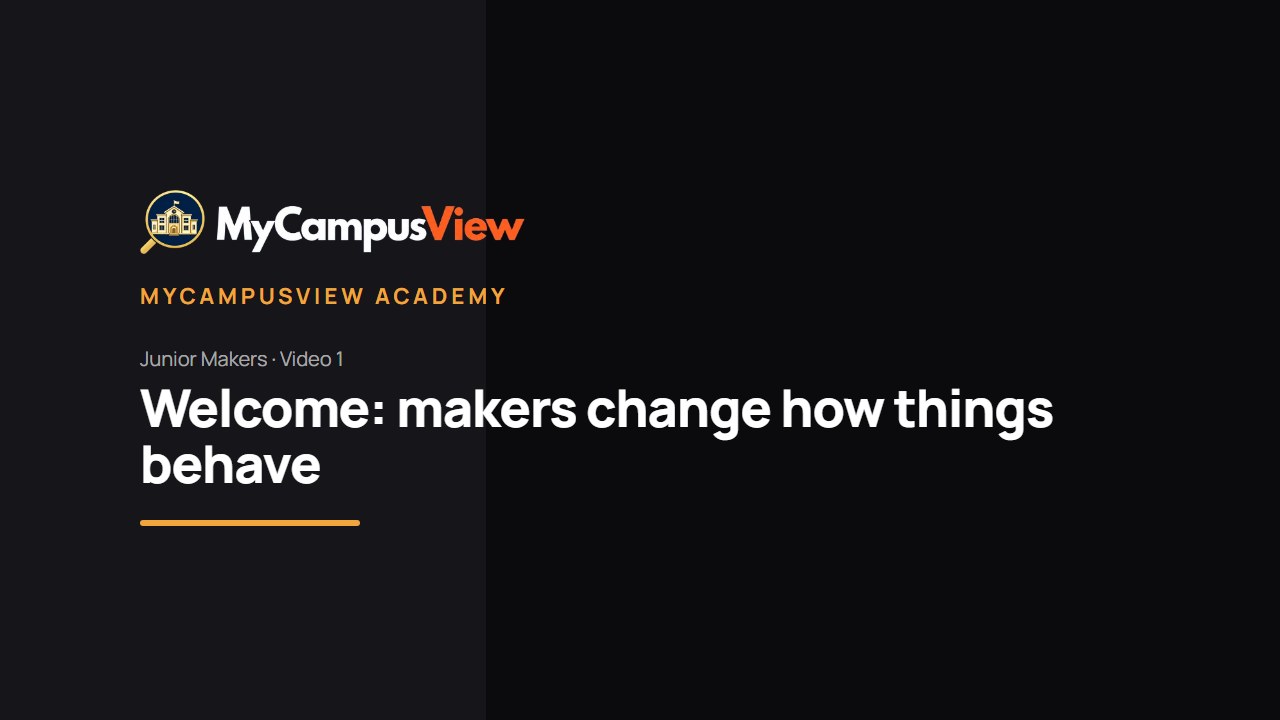 MyCampusView
MYCAMPUSVIEW ACADEMY
Junior Makers · Video 1
Welcome: makers change how things
behave